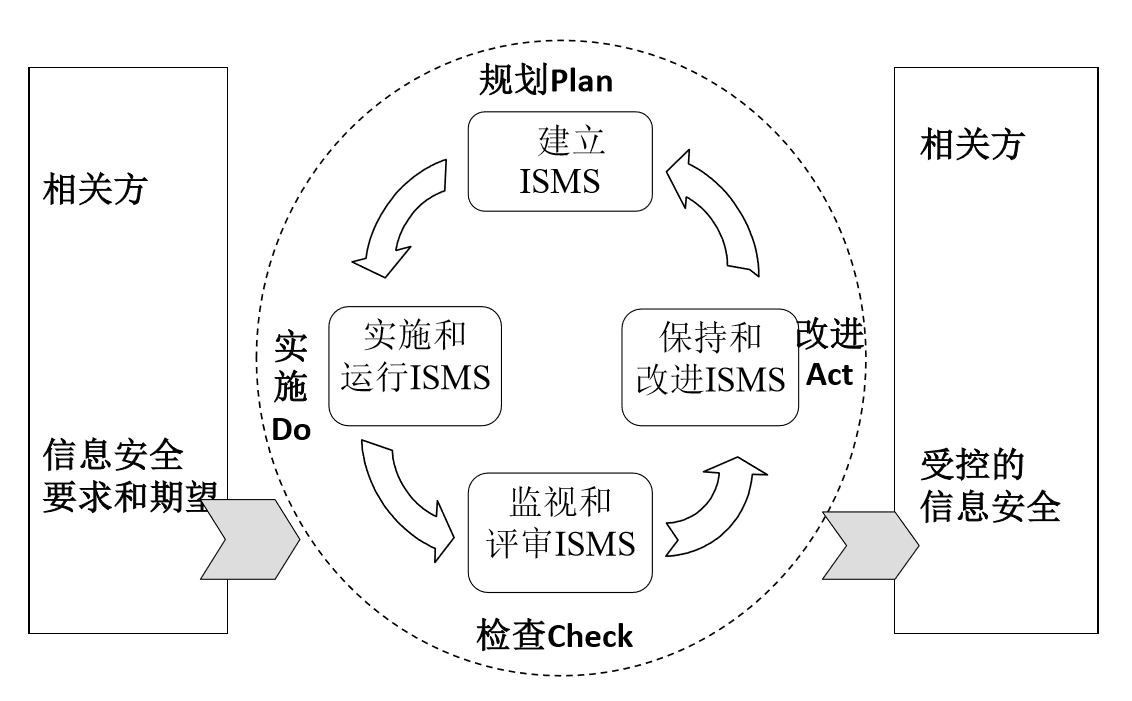 相关方
信息安全
要求和期望
规划Plan
建立
ISMS
实
施
Do
实施和
运行ISMS
保持和
改进ISMS
改进
Act
监视和
评审ISMS
检查Check
相关方
受控的
信息安全